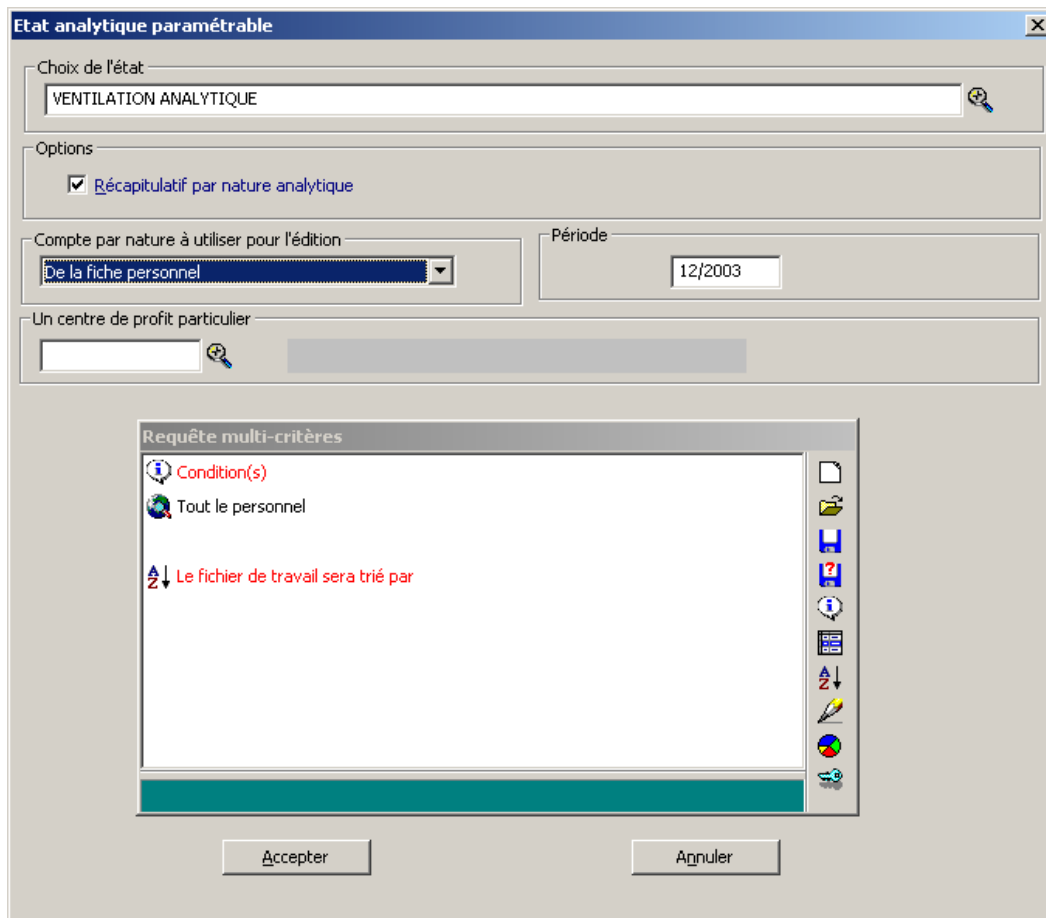 Etat analytique paramétrable
Choix de l'état
VENTILATION ANALYTIQUE
Options
Récapitulatif par nature analytique
Compte par nature à utiliser pour l'édition
Période
De la fiche personnel
12/2003
Un centre de profit particulier
Requête multi-critères
Condition(s)
Tout le personnel
Le fichier de travail sera trié par
Accepter
Annuler